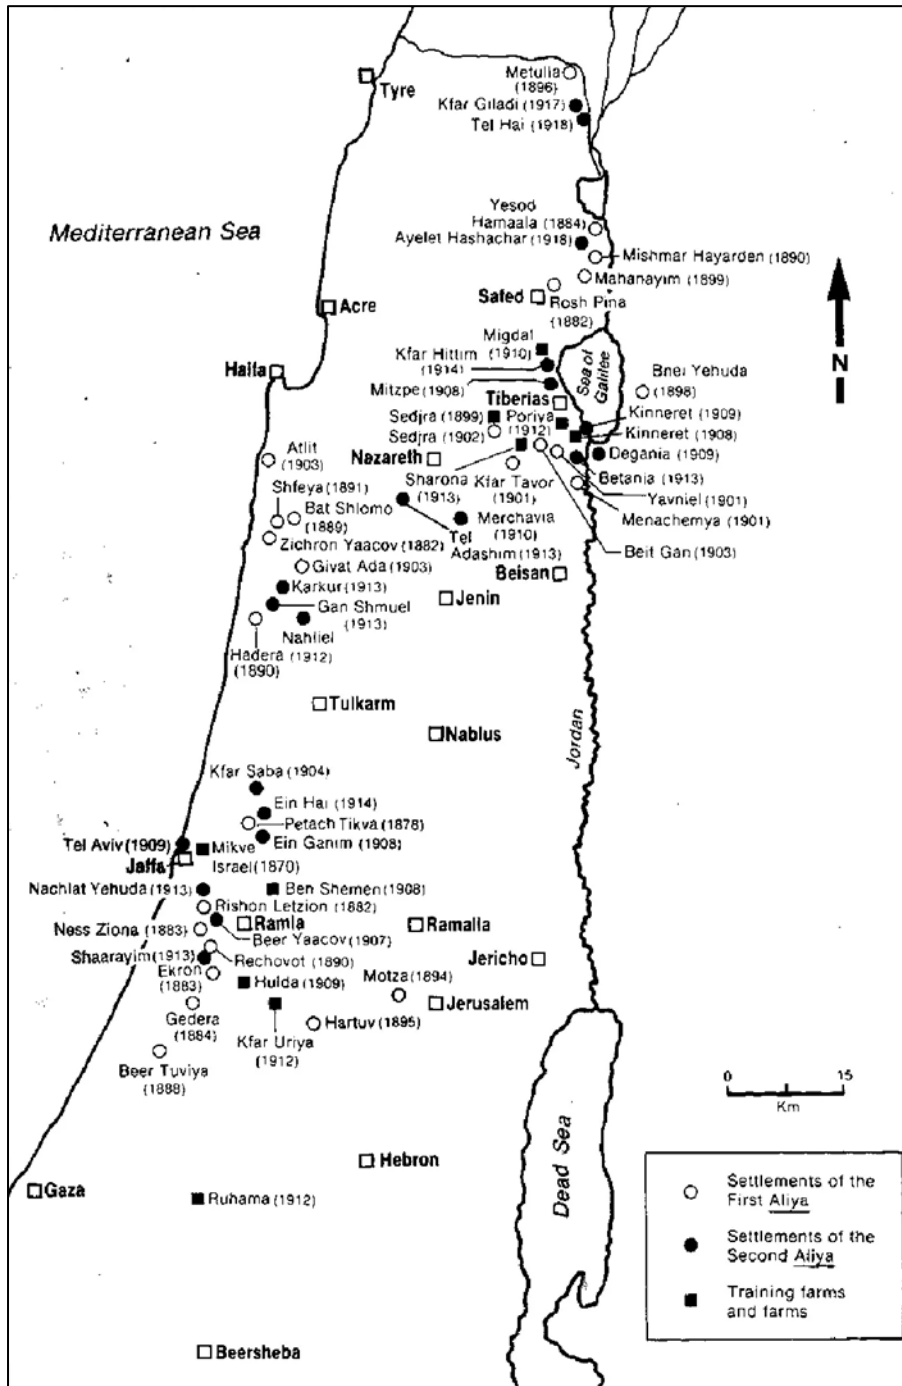 Metulla
(1896)
Tyre
Kfar Giladi (1917)
Tel Hai (1918)
Mediterranean Sea
Yesod
Hamaala (1884)
Ayelet Hashachar (1918)
Mishmar Hayarden (1890)
Mahanayim (1899)
Safed
Rosh Pina
(1882)
Acre
N
Migdal
(1910)
Kfar Hittim
(1914)
Haifa
Mitzpe (1908)
Sea of
Galilee
Bnei Yehuda
(1898)
Tiberias
Sedjra (1899)
Poriya
(1912)
Kinneret (1909)
Sedjra (1902)
Kinneret (1908)
Atlit
(1903)
Nazareth
Degania (1909)
Sharona
(1913)
Kfar Tavor
(1901)
Betania (1913)
Yavniel (1901)
Menachemya (1901)
Beit Gan (1903)
Shfeya (1891)
Bat Shlomo
(1889)
Zichron Yaacov (1882)
Merchavia
(1910)
Tel
Adashim (1913)
Givat Ada (1903)
Beisan
Karkur (1913)
Jenin
Gan Shmuel
(1913)
Nahliel
(1912)
Hadera
(1890)
Tulkarm
Nablus
Jordan
Kfar Saba (1904)
Ein Hai (1914)
Petach Tikva (1878)
Tel Aviv (1909)
Ein Ganim (1908)
Mikve
Israel (1870)
Jaffa
Nachlat Yehuda (1913)
Ben Shemen (1908)
Rishon Letzion (1882)
Ness Ziona (1883)
Ramla
Ramalla
Beer Yaacov (1907)
Shaarayim (1913)
Rechovot (1890)
Jericho
Ekron
(1883)
Hulda (1909)
Motza (1894)
Gedera
(1884)
Jerusalem
Kfar Uriya
(1912)
Hartuv (1895)
Beer Tuviya
(1888)
0 15
Km
Dead Sea
Hebron
Gaza
Ruhama (1912)
Settlements of the
First Aliya
Settlements of the
Second Aliya
Training farms
and farms
Beersheba